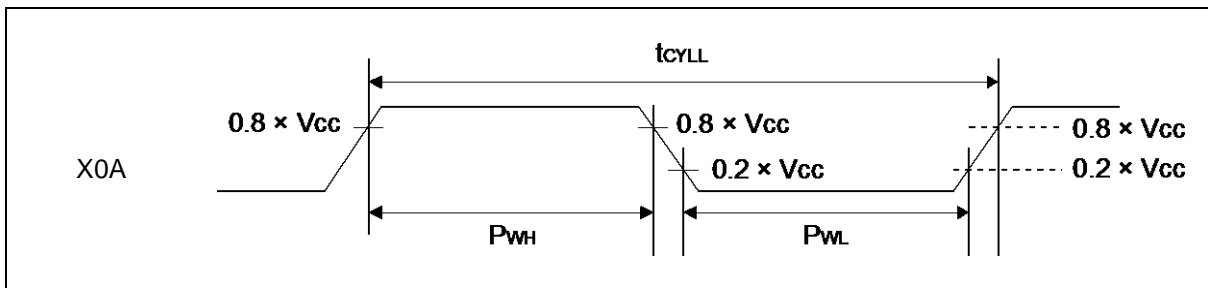 tCYLL
0.8 × Vcc
0.8 × Vcc
0.8 × Vcc
X0A
0.2 × Vcc
0.2 × Vcc
PWH
PWL